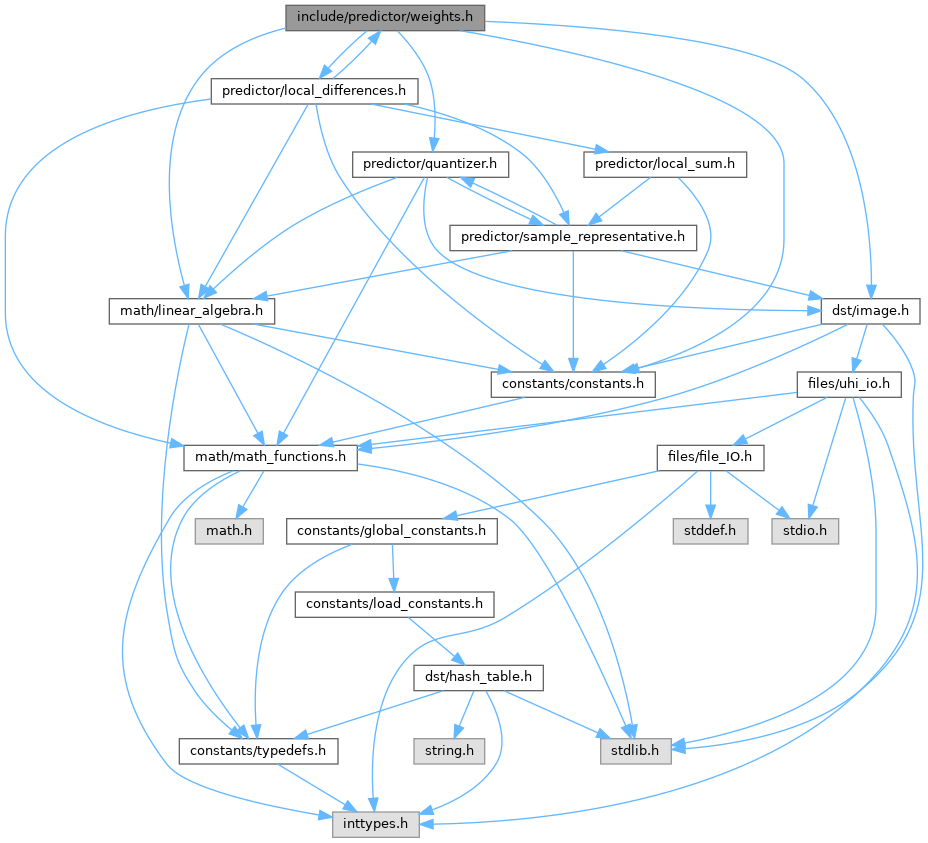 include/predictor/weights.h
predictor/local_differences.h
predictor/quantizer.h
predictor/local_sum.h
predictor/sample_representative.h
math/linear_algebra.h
dst/image.h
constants/constants.h
files/uhi_io.h
math/math_functions.h
files/file_IO.h
math.h
constants/global_constants.h
stddef.h
stdio.h
constants/load_constants.h
dst/hash_table.h
constants/typedefs.h
string.h
stdlib.h
inttypes.h